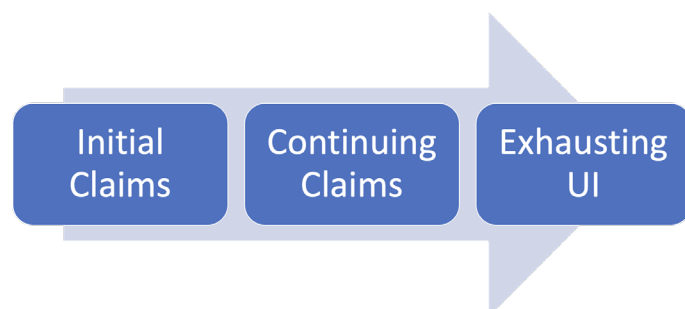 Initial
Claims
Continuing
Claims
Exhausting
UI